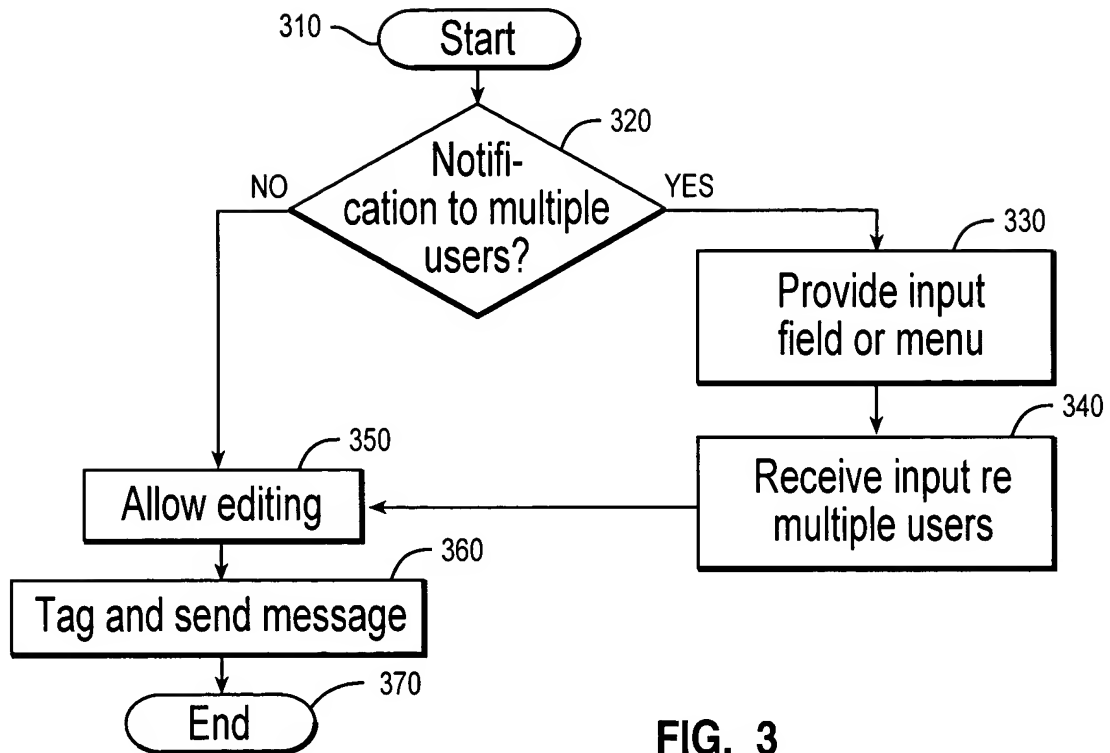 310
Start
320
Notifi-
cation to multiple
users?
NO
YES
330
Provide input
field or menu
340
Receive input re
multiple users
350
Allow editing
360
Tag and send message
370
End
FIG. 3